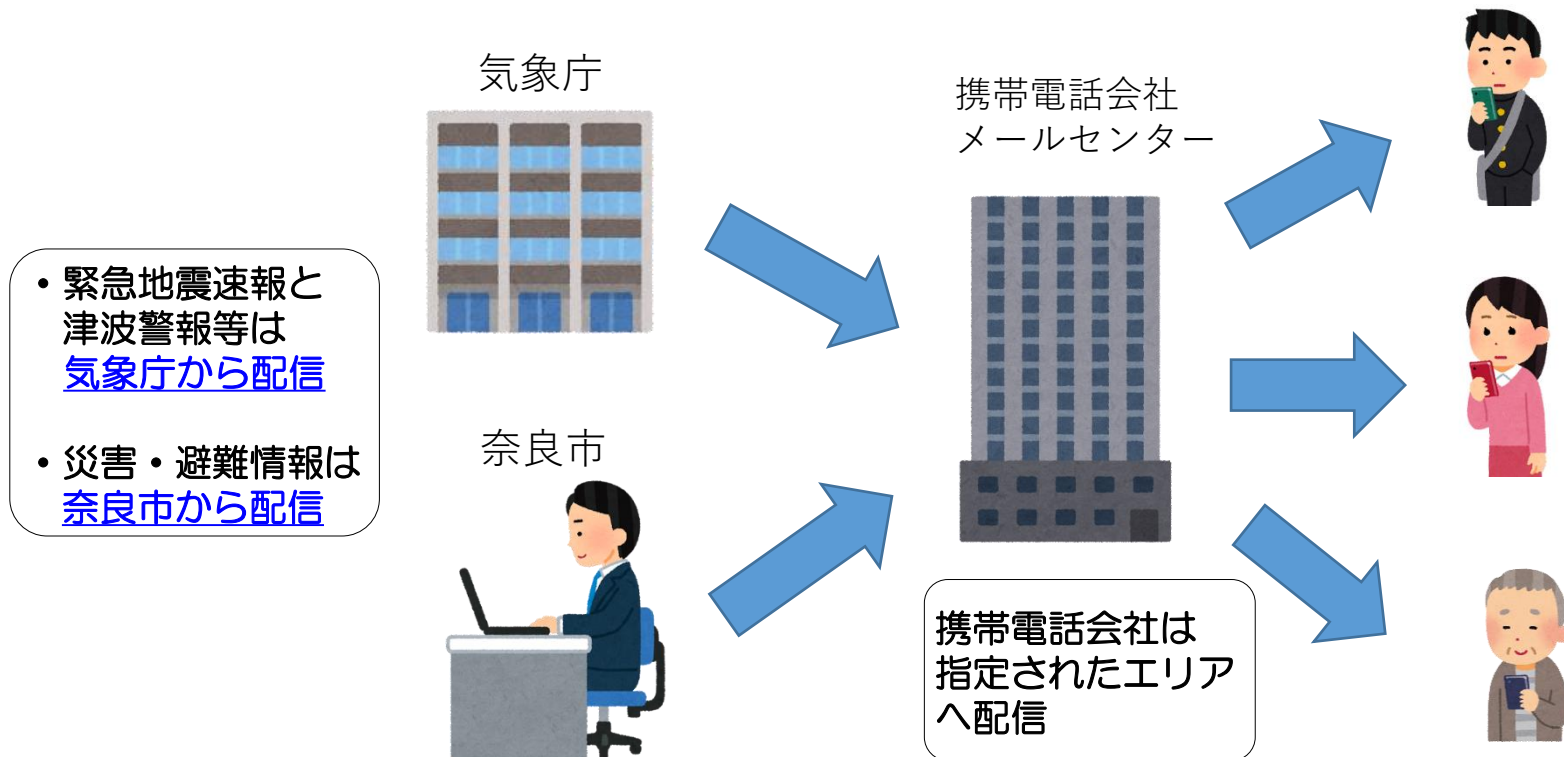 気象庁
携帯電話会社
メールセンター
・緊急地震速報と
津波警報等は
気象庁から配信
・災害・避難情報は
奈良市から配信
奈良市
携帯電話会社は
指定されたエリア
へ配信